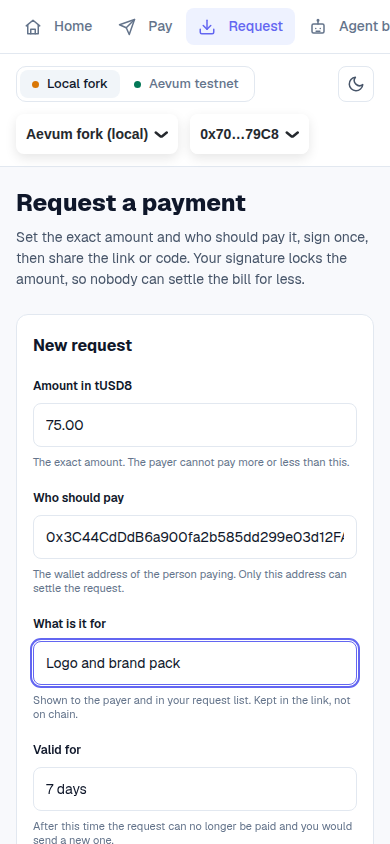 Home Pay Request Agent b
Local fork Aevum testnet
Aevum fork (local) 0x70...79C8
Request a payment
Set the exact amount and who should pay it, sign once,
then share the link or code. Your signature locks the
amount, so nobody can settle the bill for less.
New request
Amount in tUSD8
75.00
The exact amount. The payer cannot pay more or less than this.
Who should pay
0x3C44CdDdB6a900fa2b585dd299e03d12FA
The wallet address of the person paying. Only this address can
settle the request.
What is it for
Logo and brand pack
Shown to the payer and in your request list. Kept in the link, not
on chain.
Valid for
7 days
After this time the request can no longer be paid and you would
send a new one.